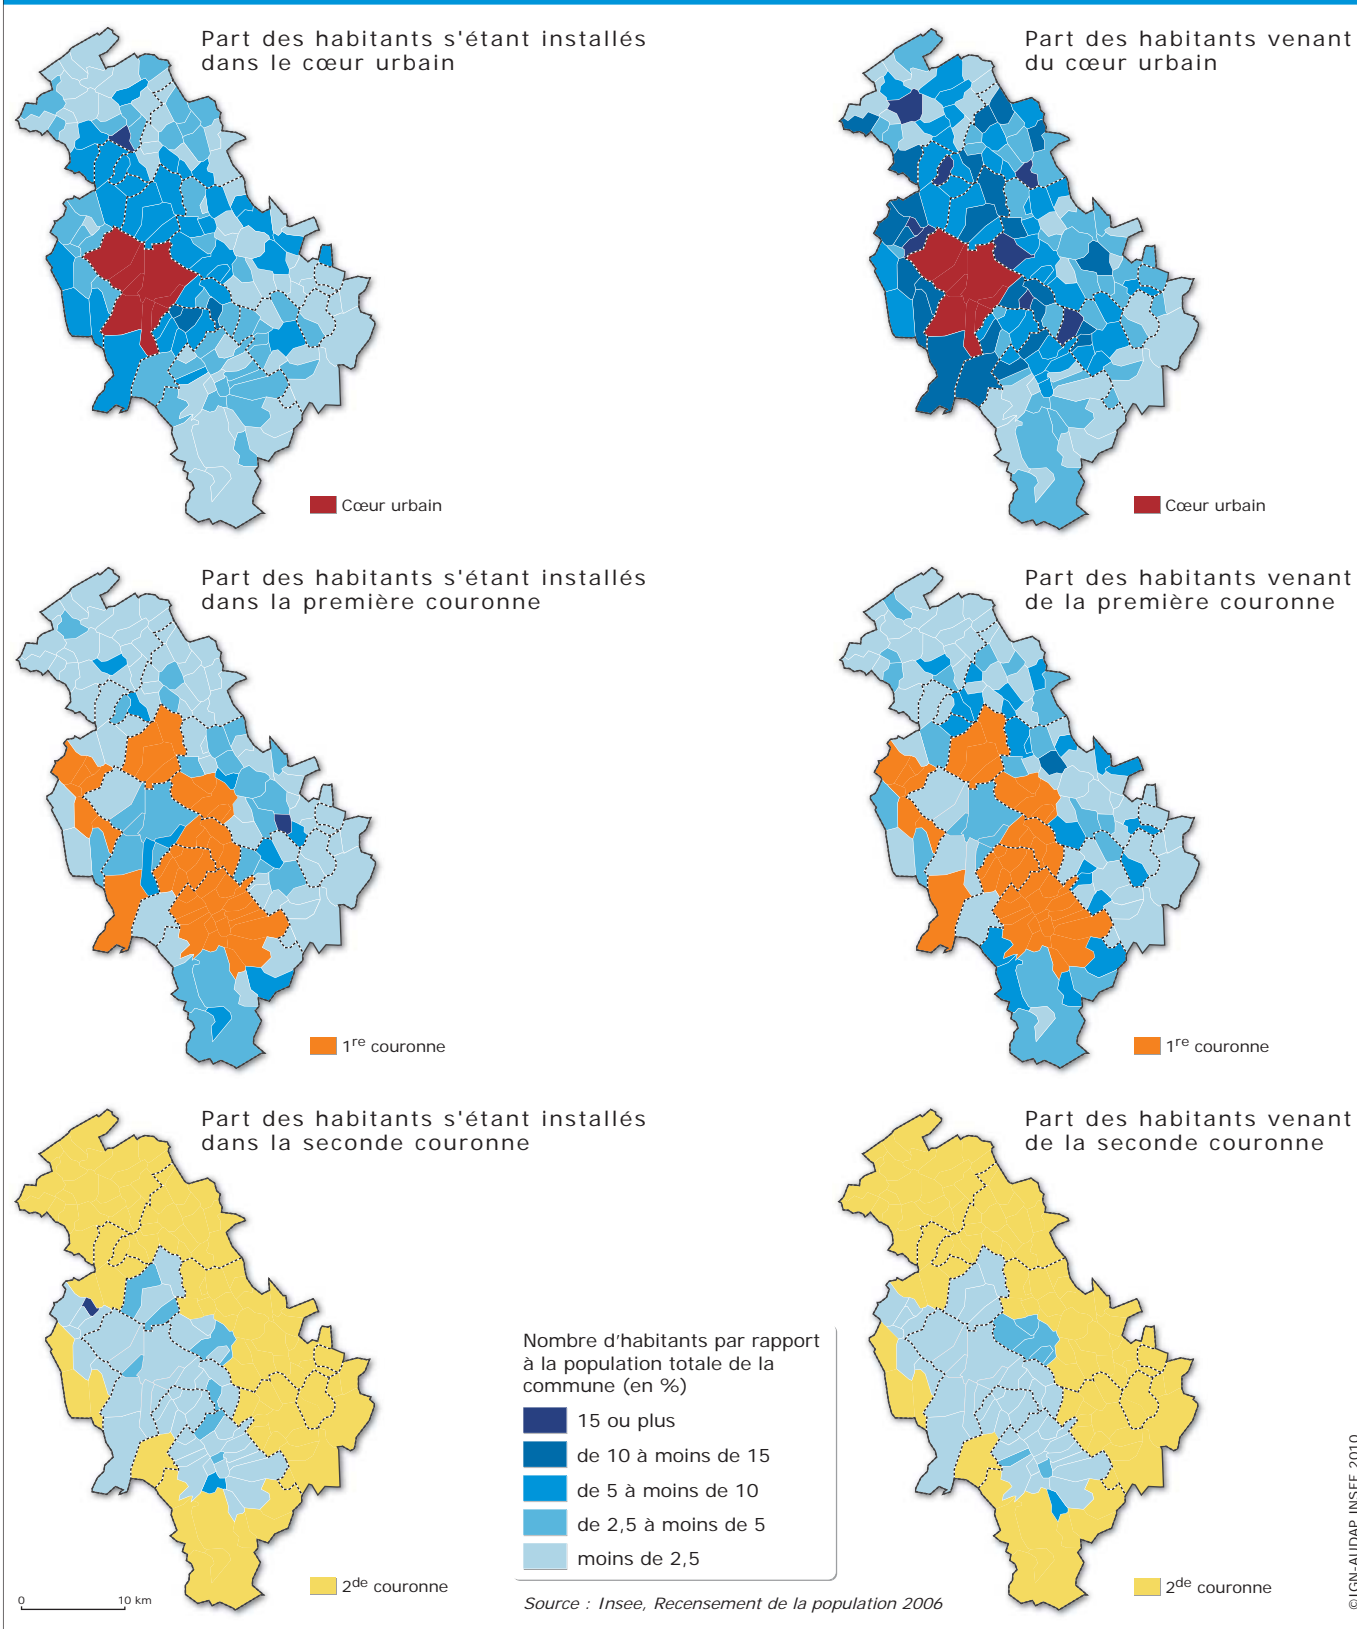 Part des habitants s'étant installés
dans le cœur urbain
Part des habitants venant
du cœur urbain
Cœur urbain
Cœur urbain
Part des habitants s'étant installés
dans la première couronne
Part des habitants venant
de la première couronne
1re couronne
1re couronne
Part des habitants s'étant installés
dans la seconde couronne
Part des habitants venant
de la seconde couronne
Nombre d'habitants par rapport
à la population totale de la
commune (en %)
15 ou plus
de 10 à moins de 15
de 5 à moins de 10
de 2,5 à moins de 5
moins de 2,5
2de couronne
2de couronne
0 10 km
Source : Insee, Recensement de la population 2006
©IGN-AUDAP, INSEE 2010